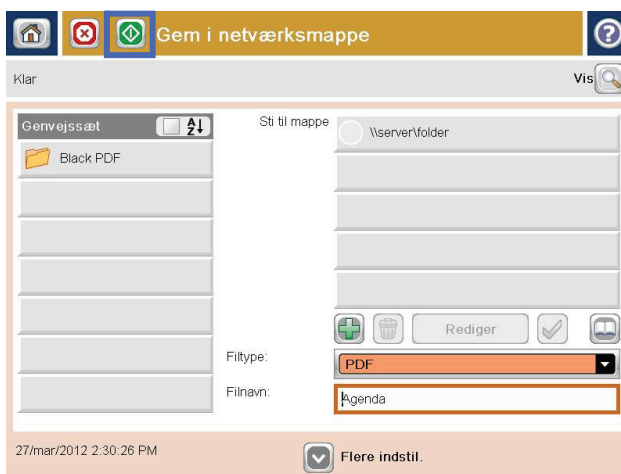 Gem i netværksmappe
Klar
Vis
Genvejssæt
Black PDF
Sti til mappe
\\server\folder
Rediger
Filtype:
PDF
Filnavn:
Agenda
27/mar/2012 2:30:26 PM
Flere indstil.